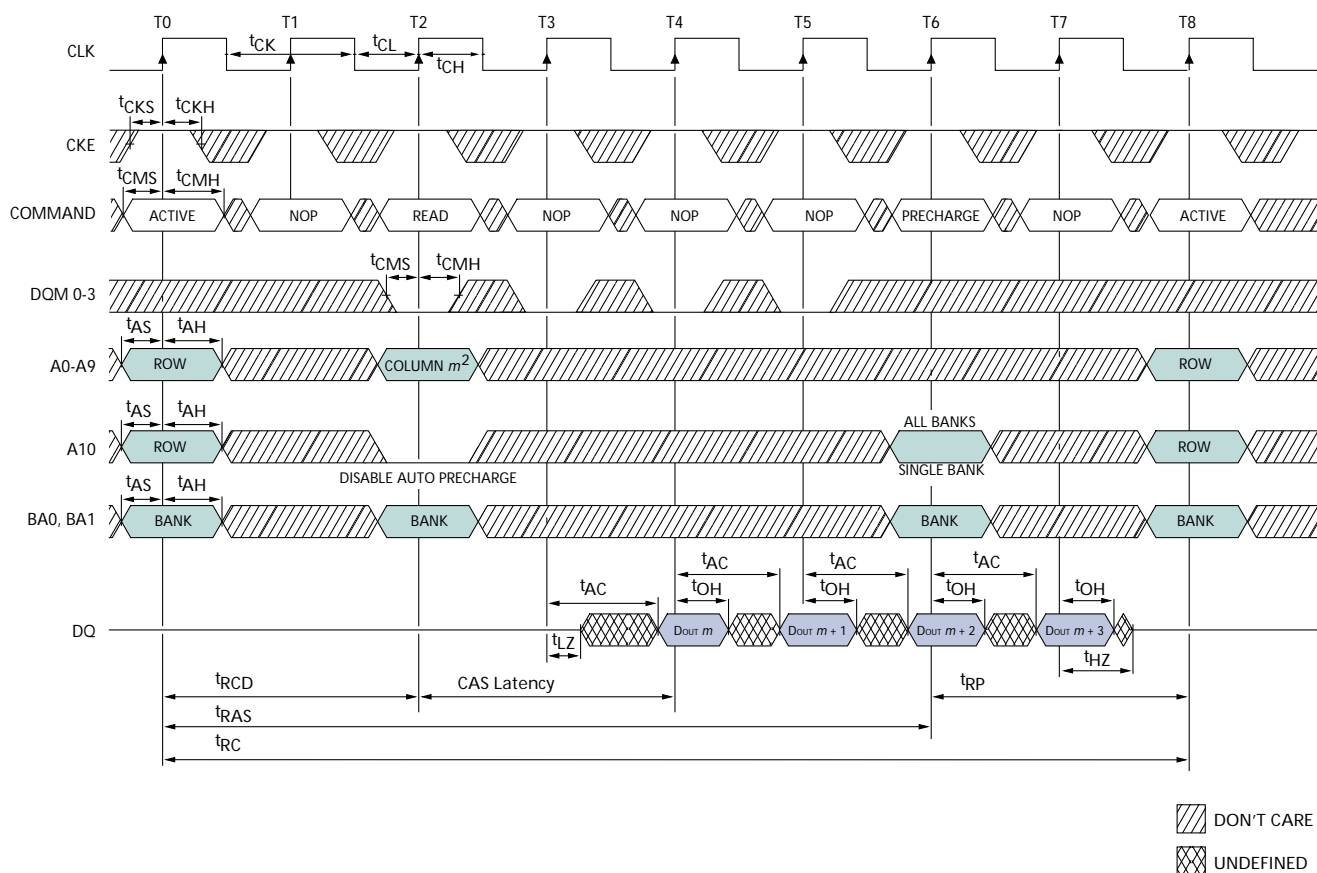 T0 T1 T2 T3 T4 T5 T6 T7 T8
CLK tCK tCL tCH
tCKS tCKH
CKE
tCMS tCMH
COMMAND ACTIVE NOP READ NOP NOP NOP PRECHARGE NOP ACTIVE
tCMS tCMH
DQM 0-3
tAS tAH
A0-A9 ROW COLUMN m² ROW
tAS tAH ALL BANKS
A10 ROW ROW
DISABLE AUTO PRECHARGE SINGLE BANK
tAS tAH
BA0, BA1 BANK BANK BANK BANK
tAC tAC tAC tAC
tOH tOH tOH tOH
DQ DOUT m DOUT m + 1 DOUT m + 2 DOUT m + 3
tLZ tHZ
tRCD CAS Latency tRP
tRAS
tRC
DON'T CARE
UNDEFINED